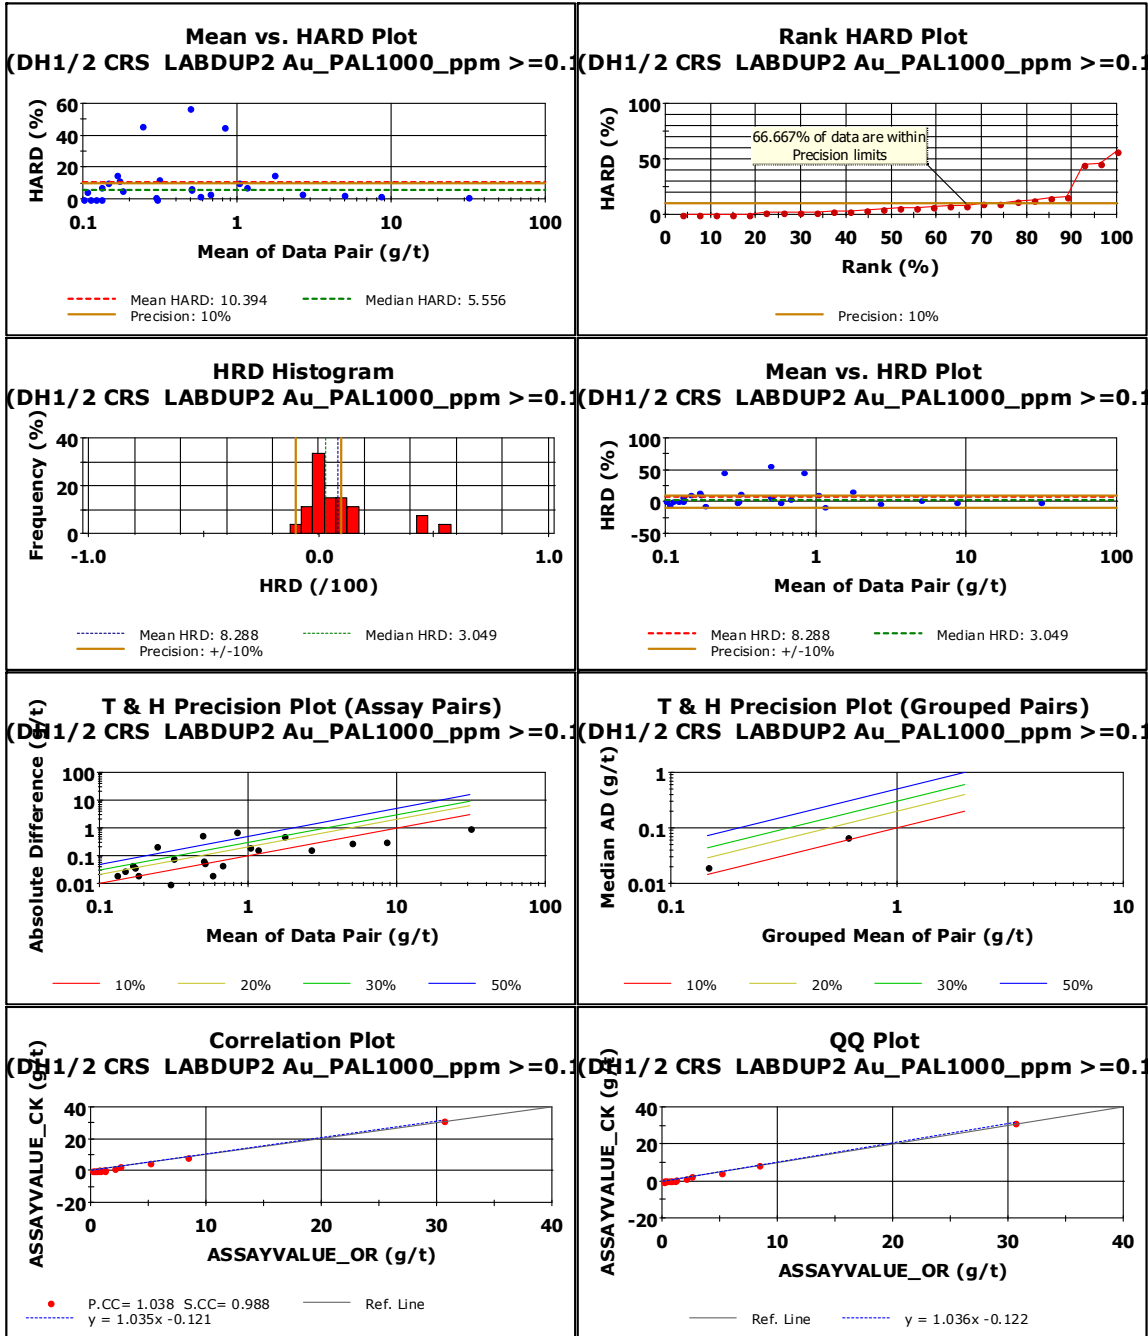 Mean vs. HARD Plot
(DH1/2 CRS LABDUP2 Au_PAL1000_ppm >=0.1
HARD (%)
60
40
20
0
0.1 1 10 100
Mean of Data Pair (g/t)
Mean HARD: 10.394 Median HARD: 5.556
Precision: 10%
Rank HARD Plot
(DH1/2 CRS LABDUP2 Au_PAL1000_ppm >=0.1
HARD (%)
100
50
0
66.667% of data are within
Precision limits
0 10 20 30 40 50 60 70 80 90 100
Rank (%)
Precision: 10%
HRD Histogram
(DH1/2 CRS LABDUP2 Au_PAL1000_ppm >=0.1
Frequency (%)
40
20
0
-1.0 0.0 1.0
HRD (/100)
Mean HRD: 8.288 Median HRD: 3.049
Precision: +/-10%
Mean vs. HRD Plot
(DH1/2 CRS LABDUP2 Au_PAL1000_ppm >=0.1
HRD (%)
100
50
0
-50
0.1 1 10 100
Mean of Data Pair (g/t)
Mean HRD: 8.288 Median HRD: 3.049
Precision: +/-10%
T & H Precision Plot (Assay Pairs)
(DH1/2 CRS LABDUP2 Au_PAL1000_ppm >=0.1
Absolute Difference (g/t)
100
10
1
0.1
0.01
0.1 1 10 100
Mean of Data Pair (g/t)
10% 20% 30% 50%
T & H Precision Plot (Grouped Pairs)
(DH1/2 CRS LABDUP2 Au_PAL1000_ppm >=0.1
Median AD (g/t)
1
0.1
0.01
0.1 1 10
Grouped Mean of Pair (g/t)
10% 20% 30% 50%
Correlation Plot
(DH1/2 CRS LABDUP2 Au_PAL1000_ppm >=0.1
ASSAYVALUE_CK (g/t)
40
20
0
-20
0 10 20 30 40
ASSAYVALUE_OR (g/t)
P.CC= 1.038 S.CC= 0.988 Ref. Line
y = 1.035x -0.121
QQ Plot
(DH1/2 CRS LABDUP2 Au_PAL1000_ppm >=0.1
ASSAYVALUE_CK (g/t)
40
20
0
-20
0 10 20 30 40
ASSAYVALUE_OR (g/t)
Ref. Line y = 1.036x -0.122